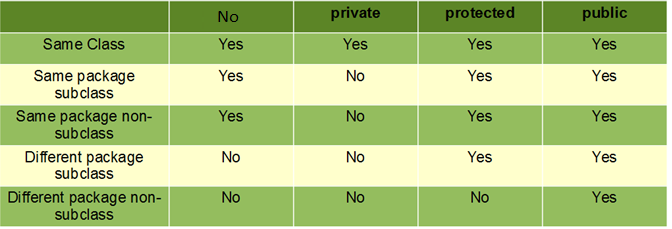 No private protected public
Same Class Yes Yes Yes Yes
Same package
subclass Yes No Yes Yes
Same package non-
subclass Yes No Yes Yes
Different package
subclass No No Yes Yes
Different package non-
subclass No No No Yes